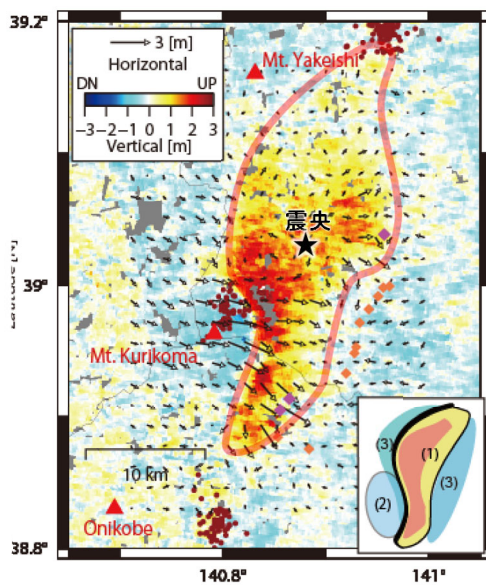 39.2
3 [m]
Mt. Yakeishi
Horizontal
DN UP
−3−2−1 0 1 2 3
Vertical [m]
震央
39
Mt. Kurikoma
(3)
(1)
(3)
(2)
10 km
Onikobe
38.8
140.8 141